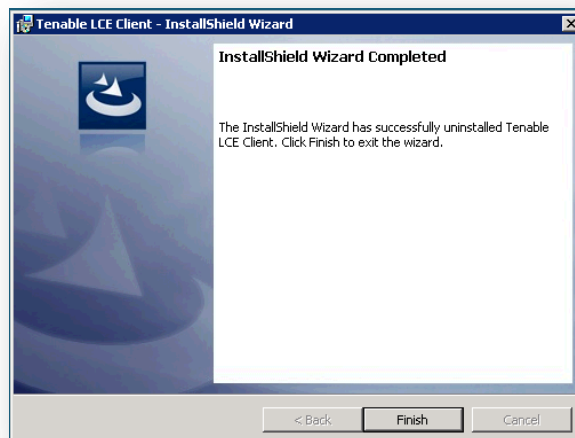 Tenable LCE Client - InstallShield Wizard
InstallShield Wizard Completed
The InstallShield Wizard has successfully uninstalled Tenable
LCE Client. Click Finish to exit the wizard.
< Back Finish Cancel